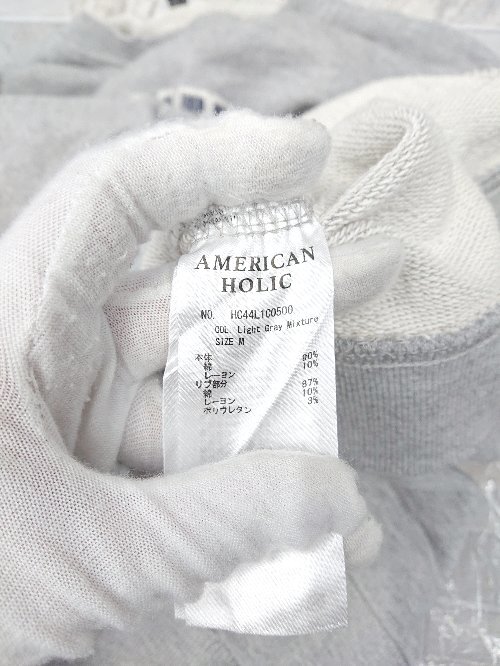 AMERICAN
HOLIC
NO. HC44L1C0500
COL. Light Gray Mixture
SIZE M
本体
綿 90%
レーヨン 10%
リブ部分
綿 87%
レーヨン 10%
ポリウレタン 3%